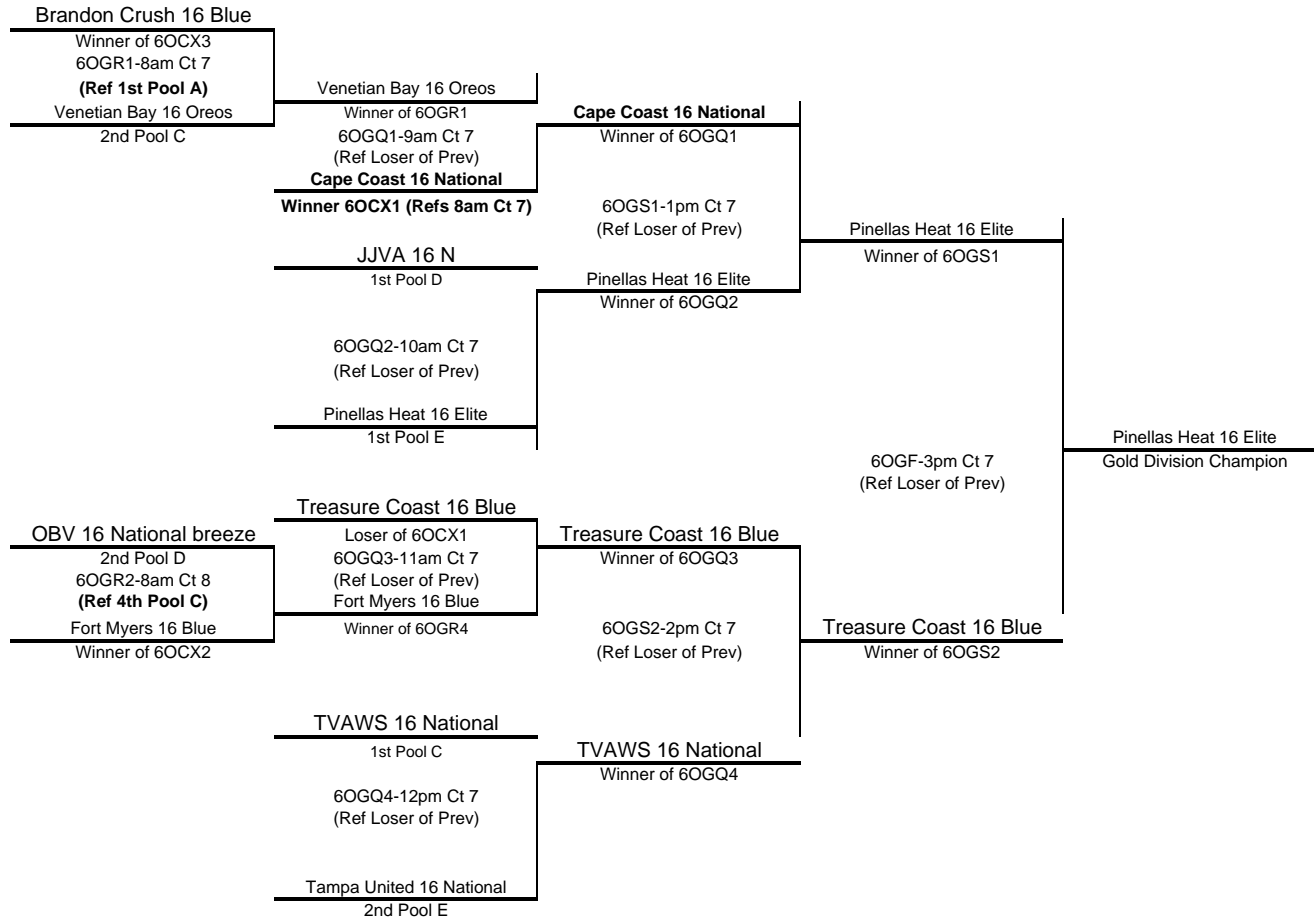 Brandon Crush 16 Blue
Winner of 6OCX3
6OGR1-8am Ct 7
(Ref 1st Pool A)
Venetian Bay 16 Oreos
2nd Pool C
Venetian Bay 16 Oreos
Winner of 6OGR1
6OGQ1-9am Ct 7
(Ref Loser of Prev)
Cape Coast 16 National
Winner 6OCX1 (Refs 8am Ct 7)
Cape Coast 16 National
Winner of 6OGQ1
6OGS1-1pm Ct 7
(Ref Loser of Prev)
JJVA 16 N
1st Pool D
6OGQ2-10am Ct 7
(Ref Loser of Prev)
Pinellas Heat 16 Elite
1st Pool E
Pinellas Heat 16 Elite
Winner of 6OGQ2
Pinellas Heat 16 Elite
Winner of 6OGS1
6OGF-3pm Ct 7
(Ref Loser of Prev)
Pinellas Heat 16 Elite
Gold Division Champion
OBV 16 National breeze
2nd Pool D
6OGR2-8am Ct 8
(Ref 4th Pool C)
Fort Myers 16 Blue
Winner of 6OCX2
Treasure Coast 16 Blue
Loser of 6OCX1
6OGQ3-11am Ct 7
(Ref Loser of Prev)
Fort Myers 16 Blue
Winner of 6OGR4
Treasure Coast 16 Blue
Winner of 6OGQ3
6OGS2-2pm Ct 7
(Ref Loser of Prev)
Treasure Coast 16 Blue
Winner of 6OGS2
TVAWS 16 National
1st Pool C
6OGQ4-12pm Ct 7
(Ref Loser of Prev)
Tampa United 16 National
2nd Pool E
TVAWS 16 National
Winner of 6OGQ4